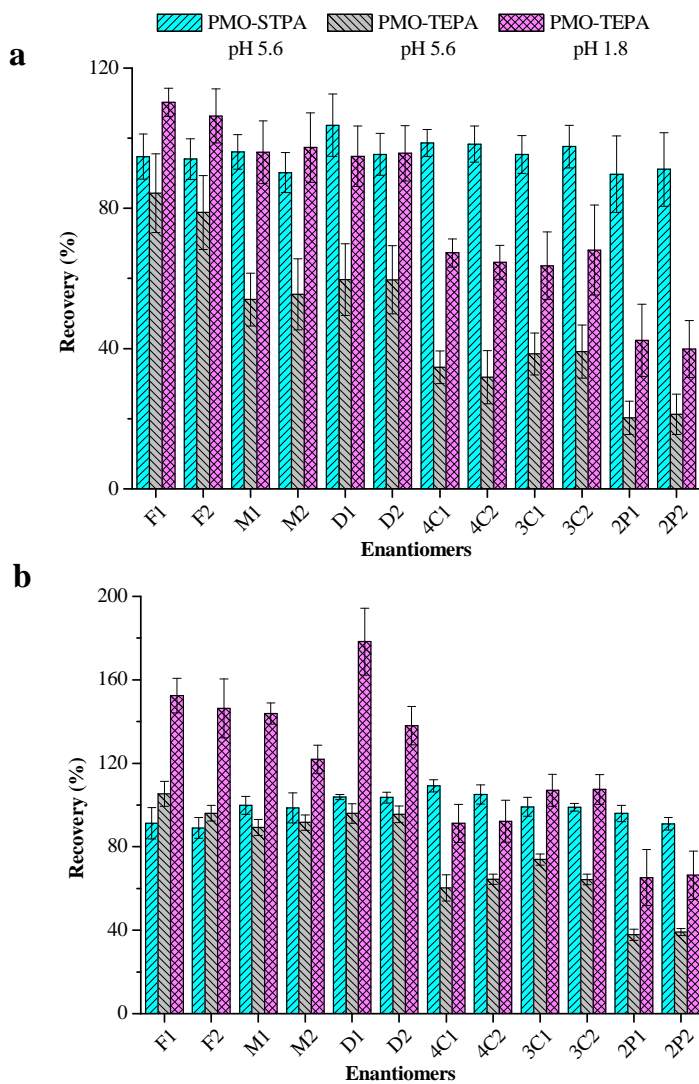 PMO-STPA PMO-TEPA PMO-TEPA
pH 5.6 pH 5.6 pH 1.8
a
120
80
40
0
Recovery (%)
F1 F2 M1 M2 D1 D2 4C1 4C2 3C1 3C2 2P1 2P2
Enantiomers
b
200
160
120
80
40
0
Recovery (%)
F1 F2 M1 M2 D1 D2 4C1 4C2 3C1 3C2 2P1 2P2
Enantiomers